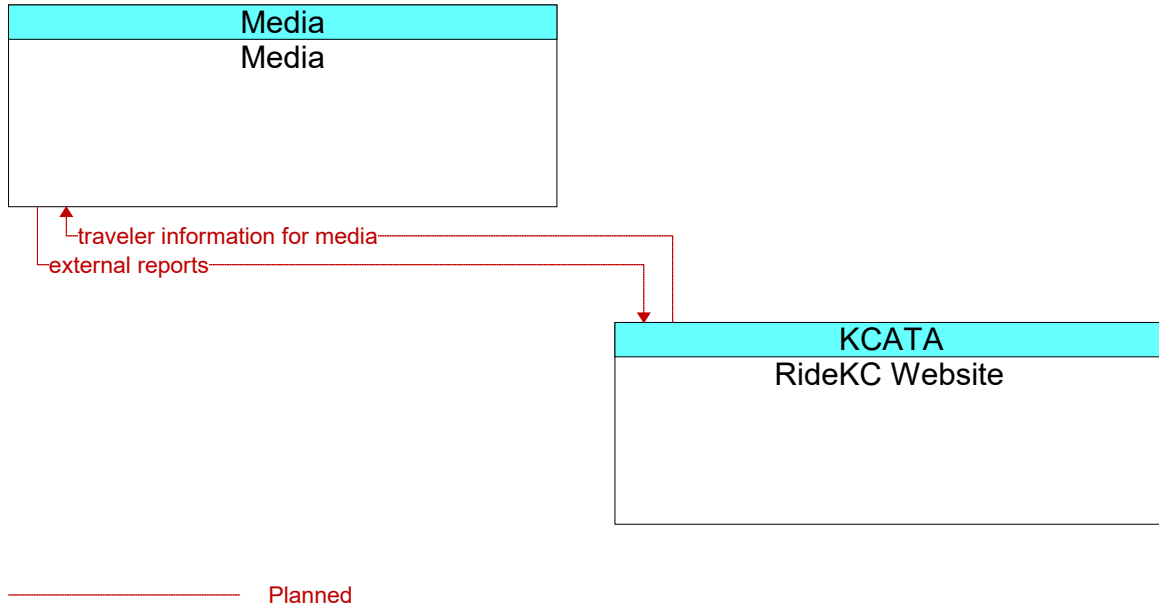 Media
Media
traveler information for media
external reports
KCATA
RideKC Website
Planned